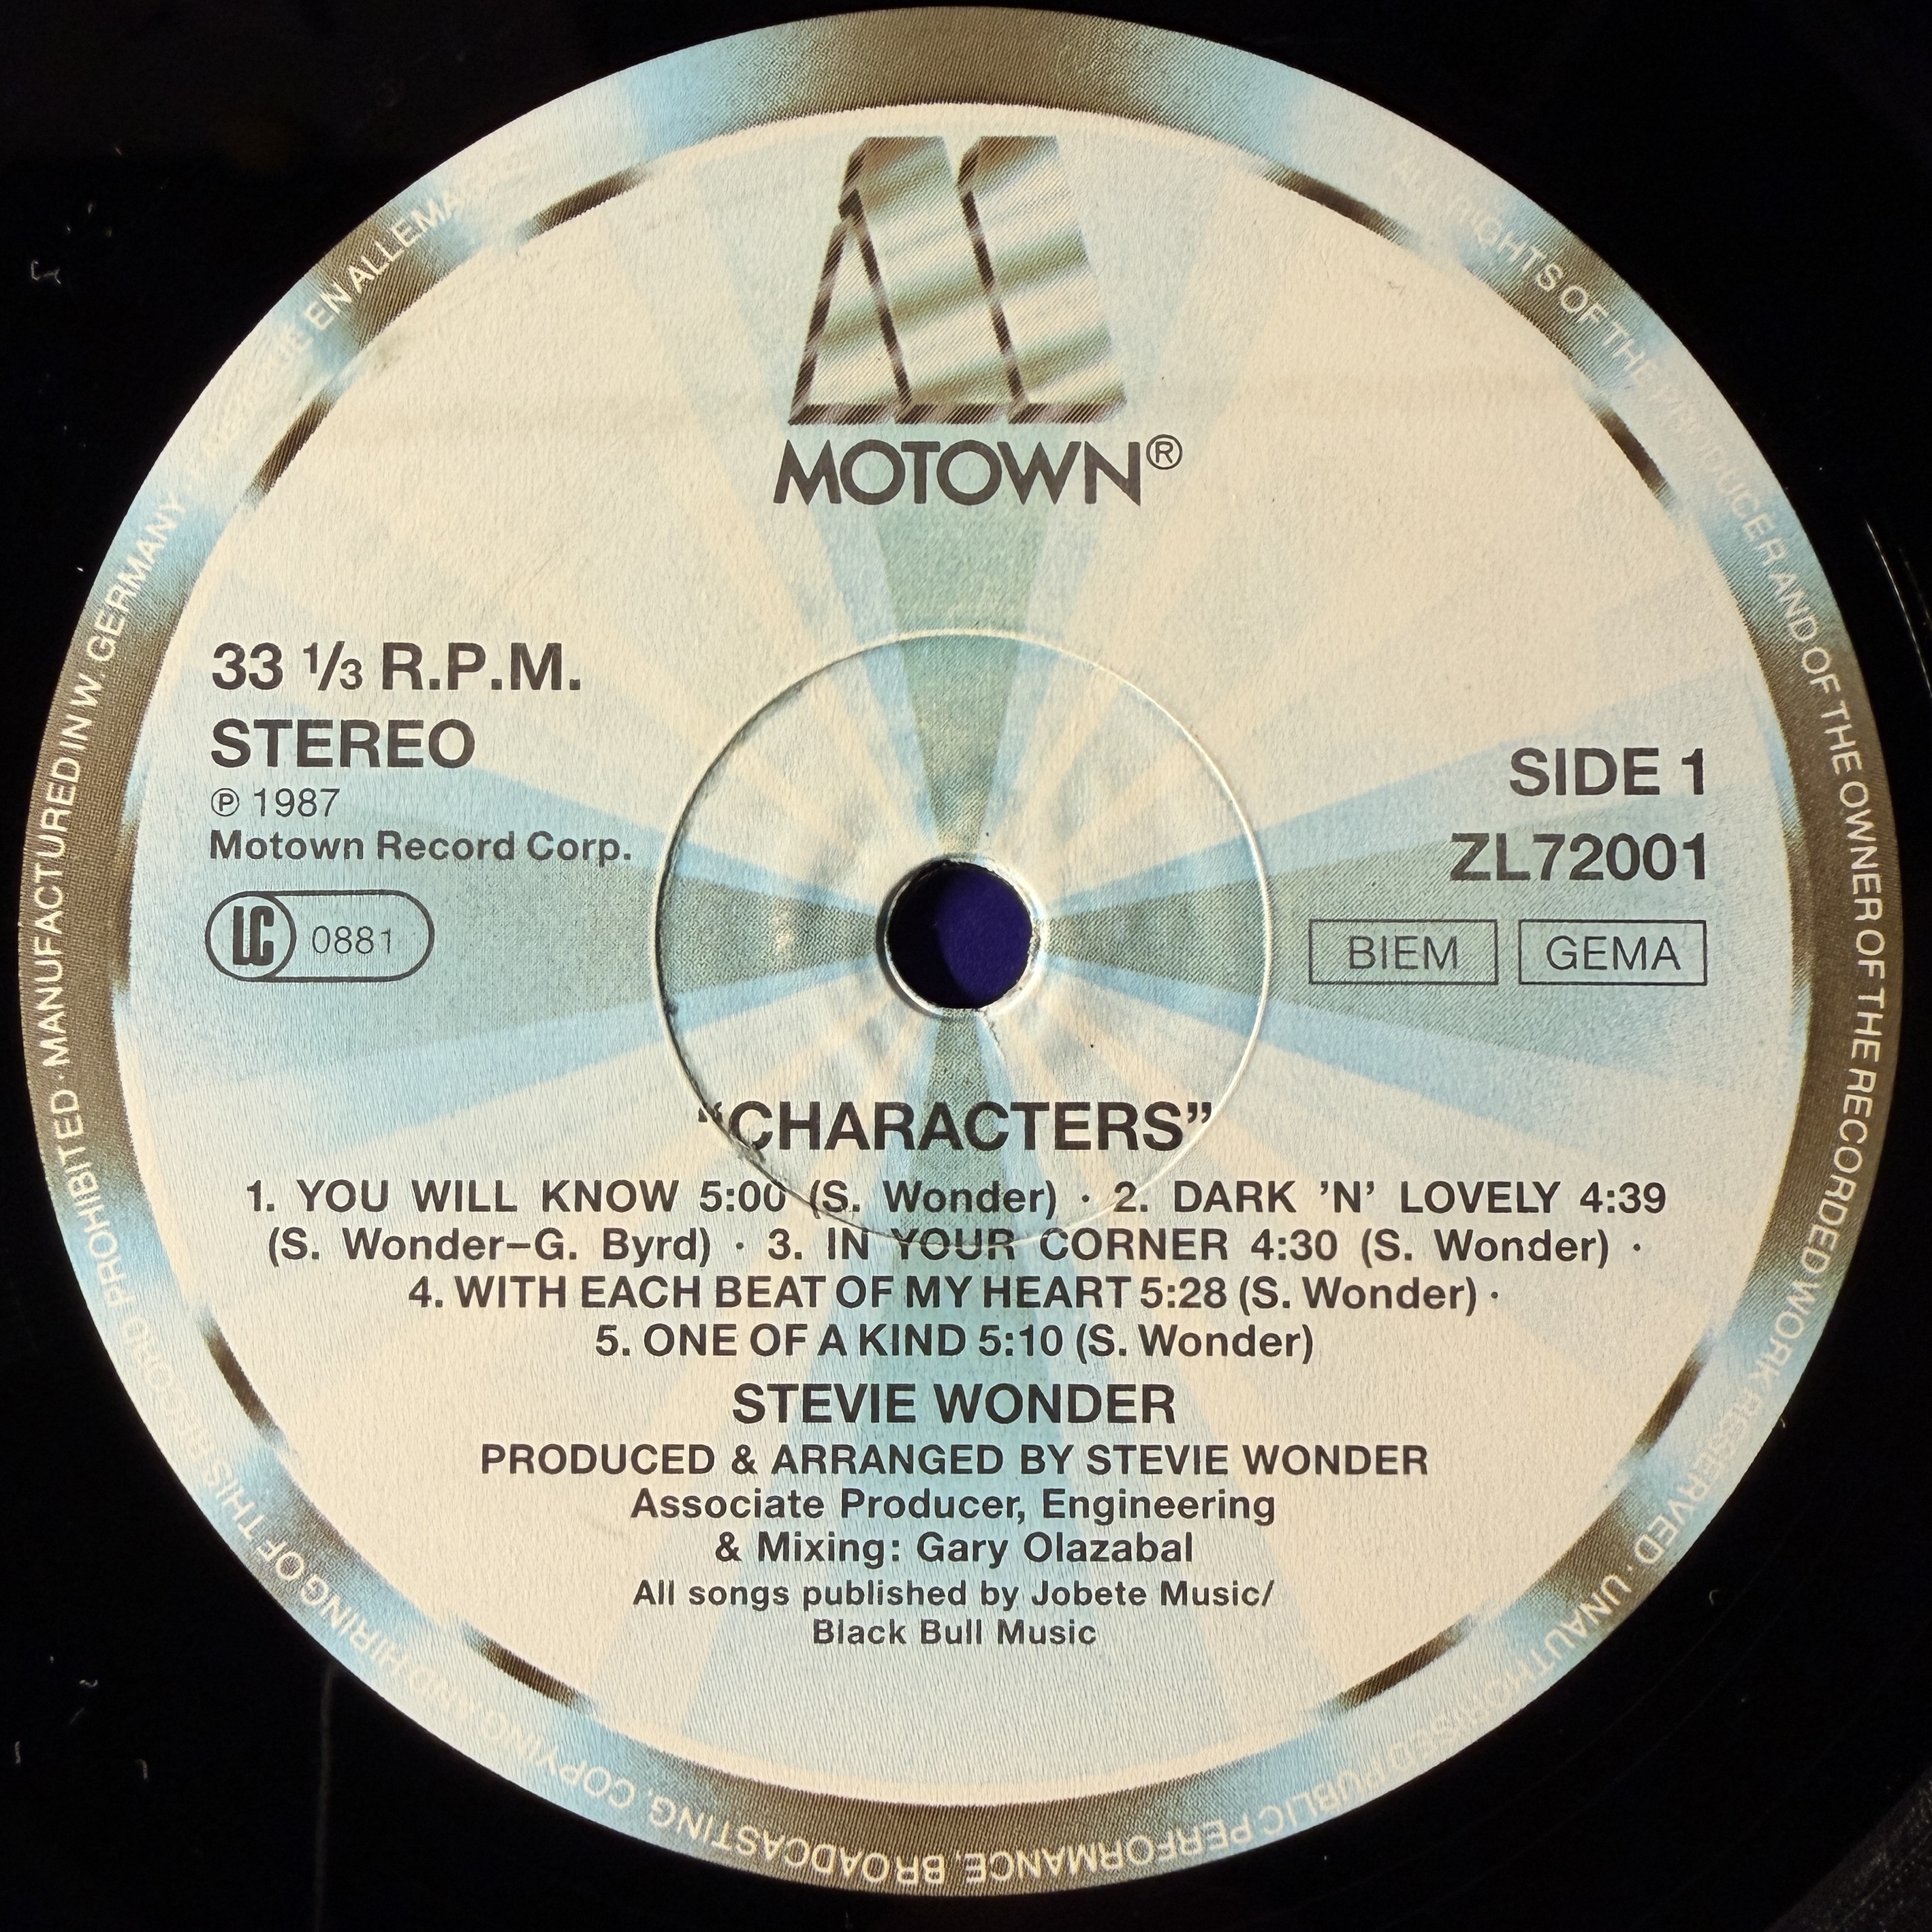 MOTOWN®
33 1/3 R.P.M.
STEREO
℗ 1987
Motown Record Corp.
LC 0881
SIDE 1
ZL72001
BIEM GEMA
“CHARACTERS”
1. YOU WILL KNOW 5:00 (S. Wonder) · 2. DARK ’N’ LOVELY 4:39
(S. Wonder–G. Byrd) · 3. IN YOUR CORNER 4:30 (S. Wonder) ·
4. WITH EACH BEAT OF MY HEART 5:28 (S. Wonder) ·
5. ONE OF A KIND 5:10 (S. Wonder)
STEVIE WONDER
PRODUCED & ARRANGED BY STEVIE WONDER
Associate Producer, Engineering
& Mixing: Gary Olazabal
All songs published by Jobete Music/
Black Bull Music
ALL RIGHTS OF THE PRODUCER AND OF THE OWNER OF THE RECORDED WORK RESERVED · UNAUTHORISED PUBLIC PERFORMANCE, BROADCASTING, COPYING AND HIRING OF THIS RECORD PROHIBITED · MANUFACTURED IN W. GERMANY · FABRIQUÉ EN ALLEMAGNE